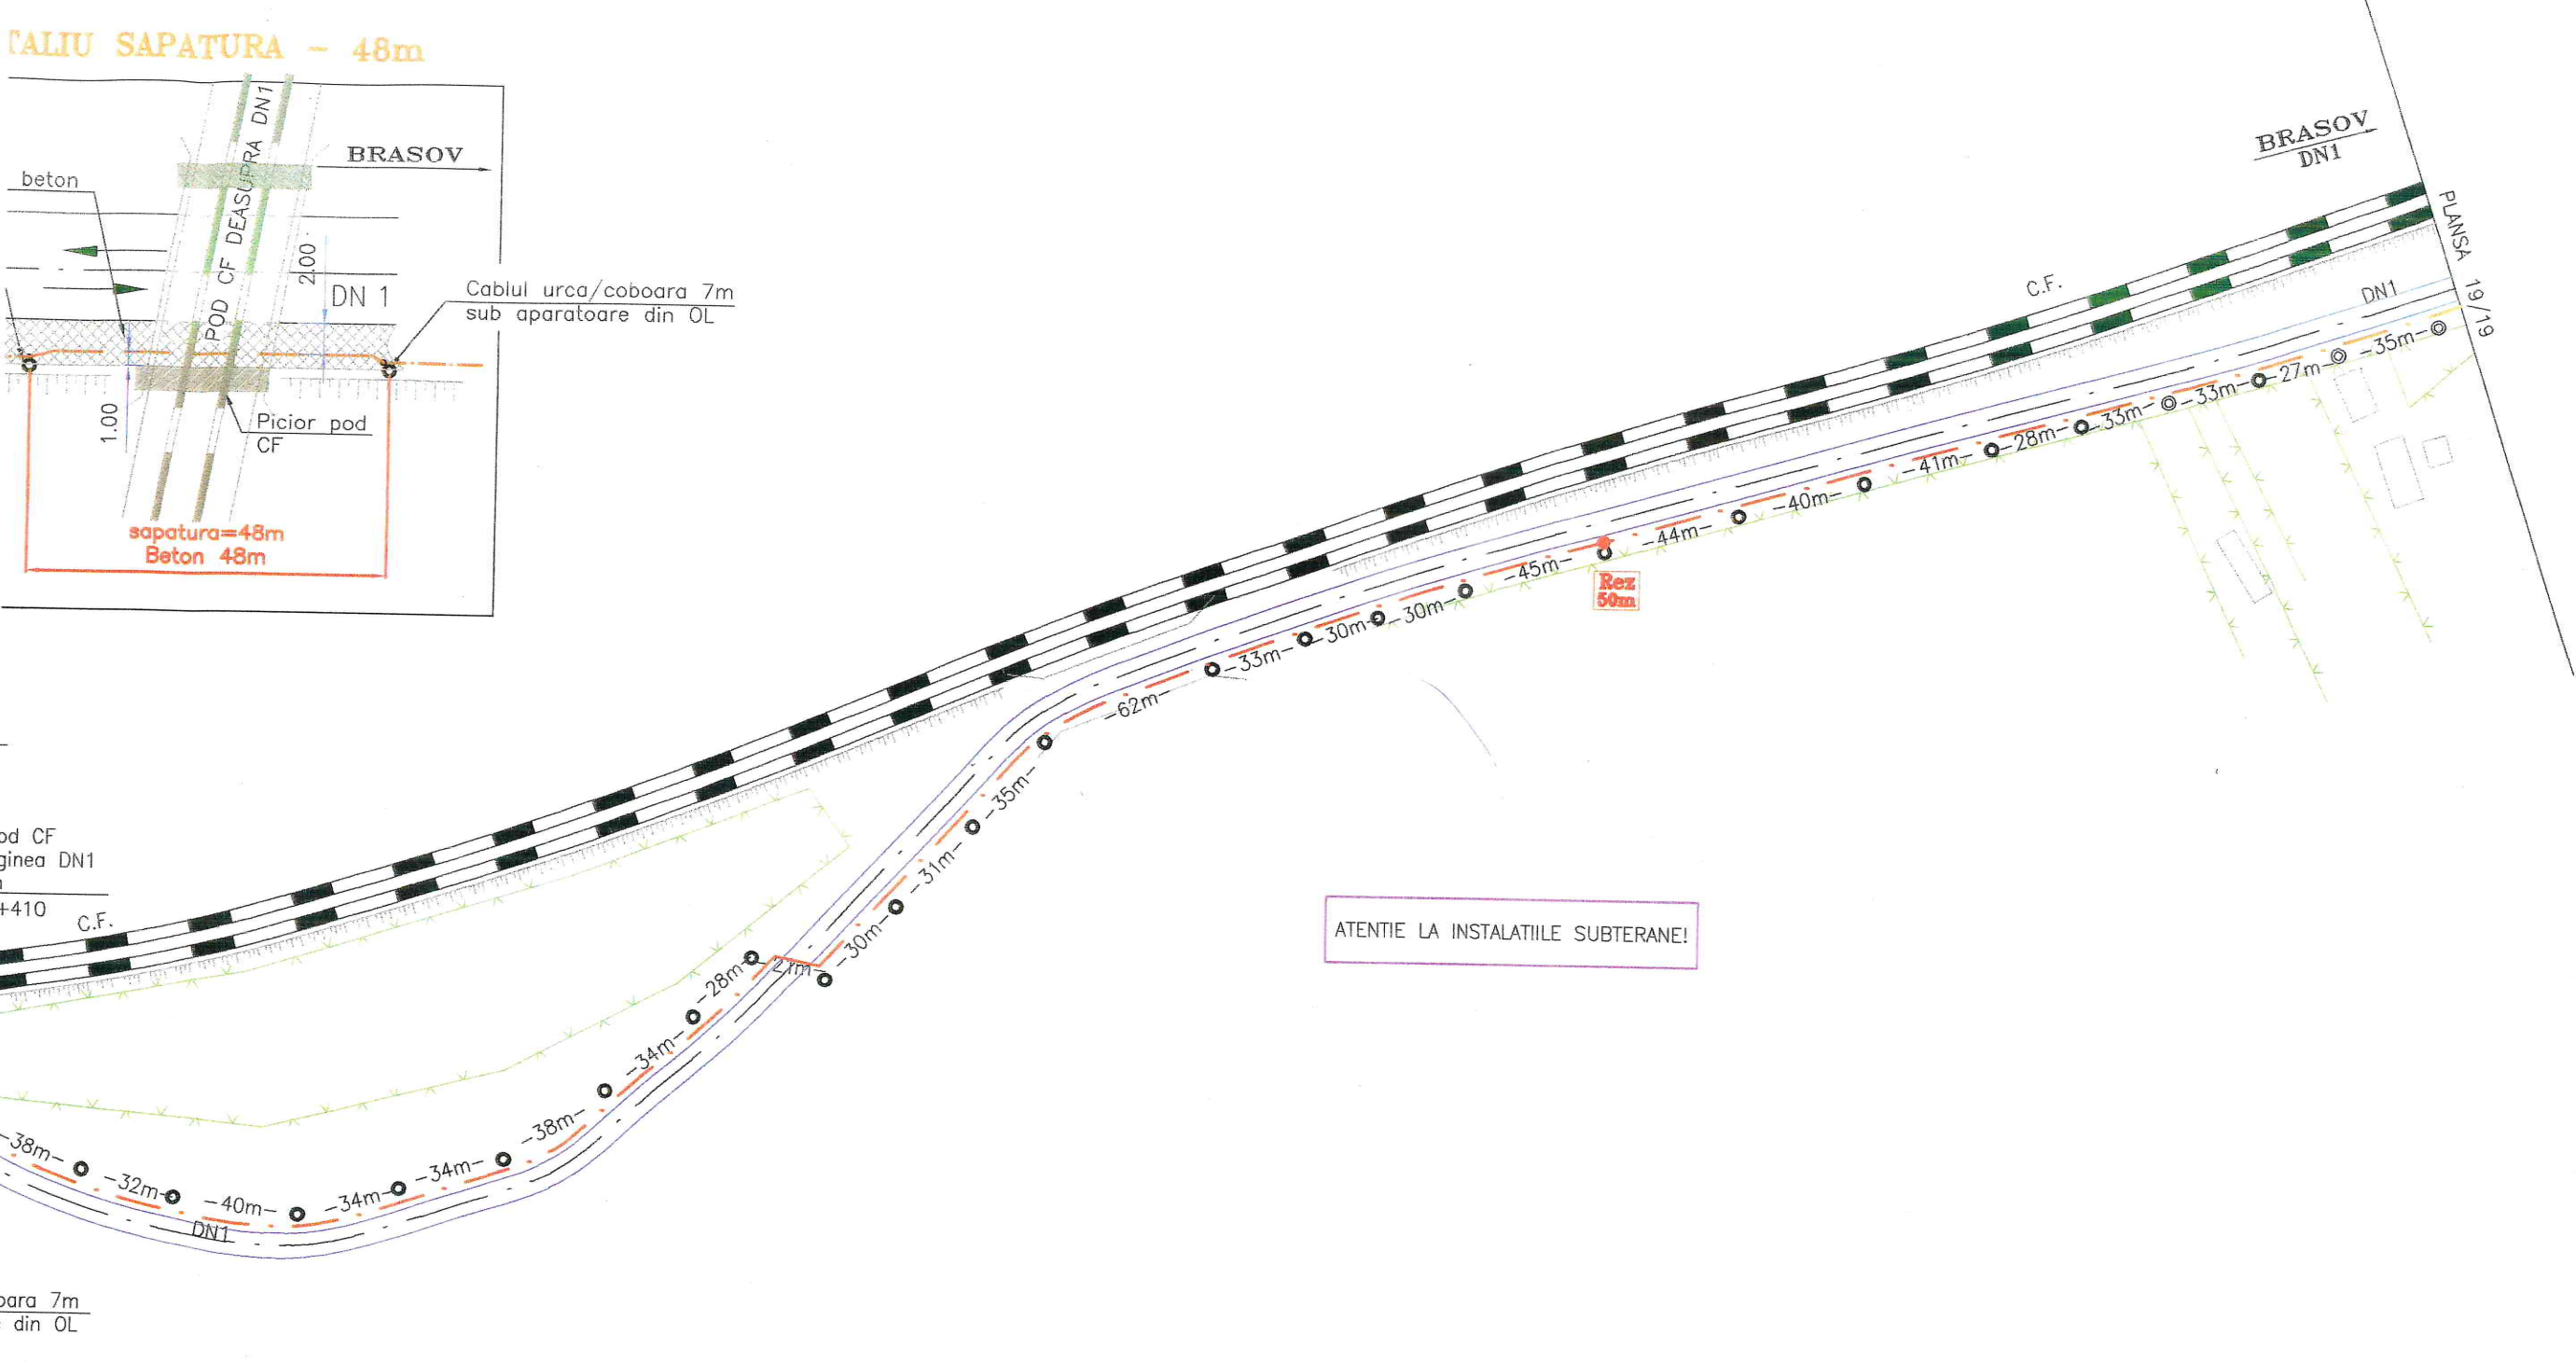 TALIU SAPATURA - 48m
BRASOV
beton
POD CF DEASUPRA DN1
2.00
DN 1
Cablul urca/coboara 7m
sub aparatoare din OL
1.00
Picior pod
CF
sapatura=48m
Beton 48m
BRASOV
DN1
PLANSA 19/19
C.F.
DN1
-35m-
-27m-
-33m-
-33m-
-28m-
-41m-
-40m-
-44m-
Rez
50m
-45m-
-30m-
-30m-
-33m-
-62m-
-35m-
-31m-
-30m-
-28m-
-34m-
-38m-
-34m-
-34m-
-40m-
-32m-
-38m-
DN1
od CF
ginea DN1
+410
C.F.
ATENTIE LA INSTALATIILE SUBTERANE!
oara 7m
din OL